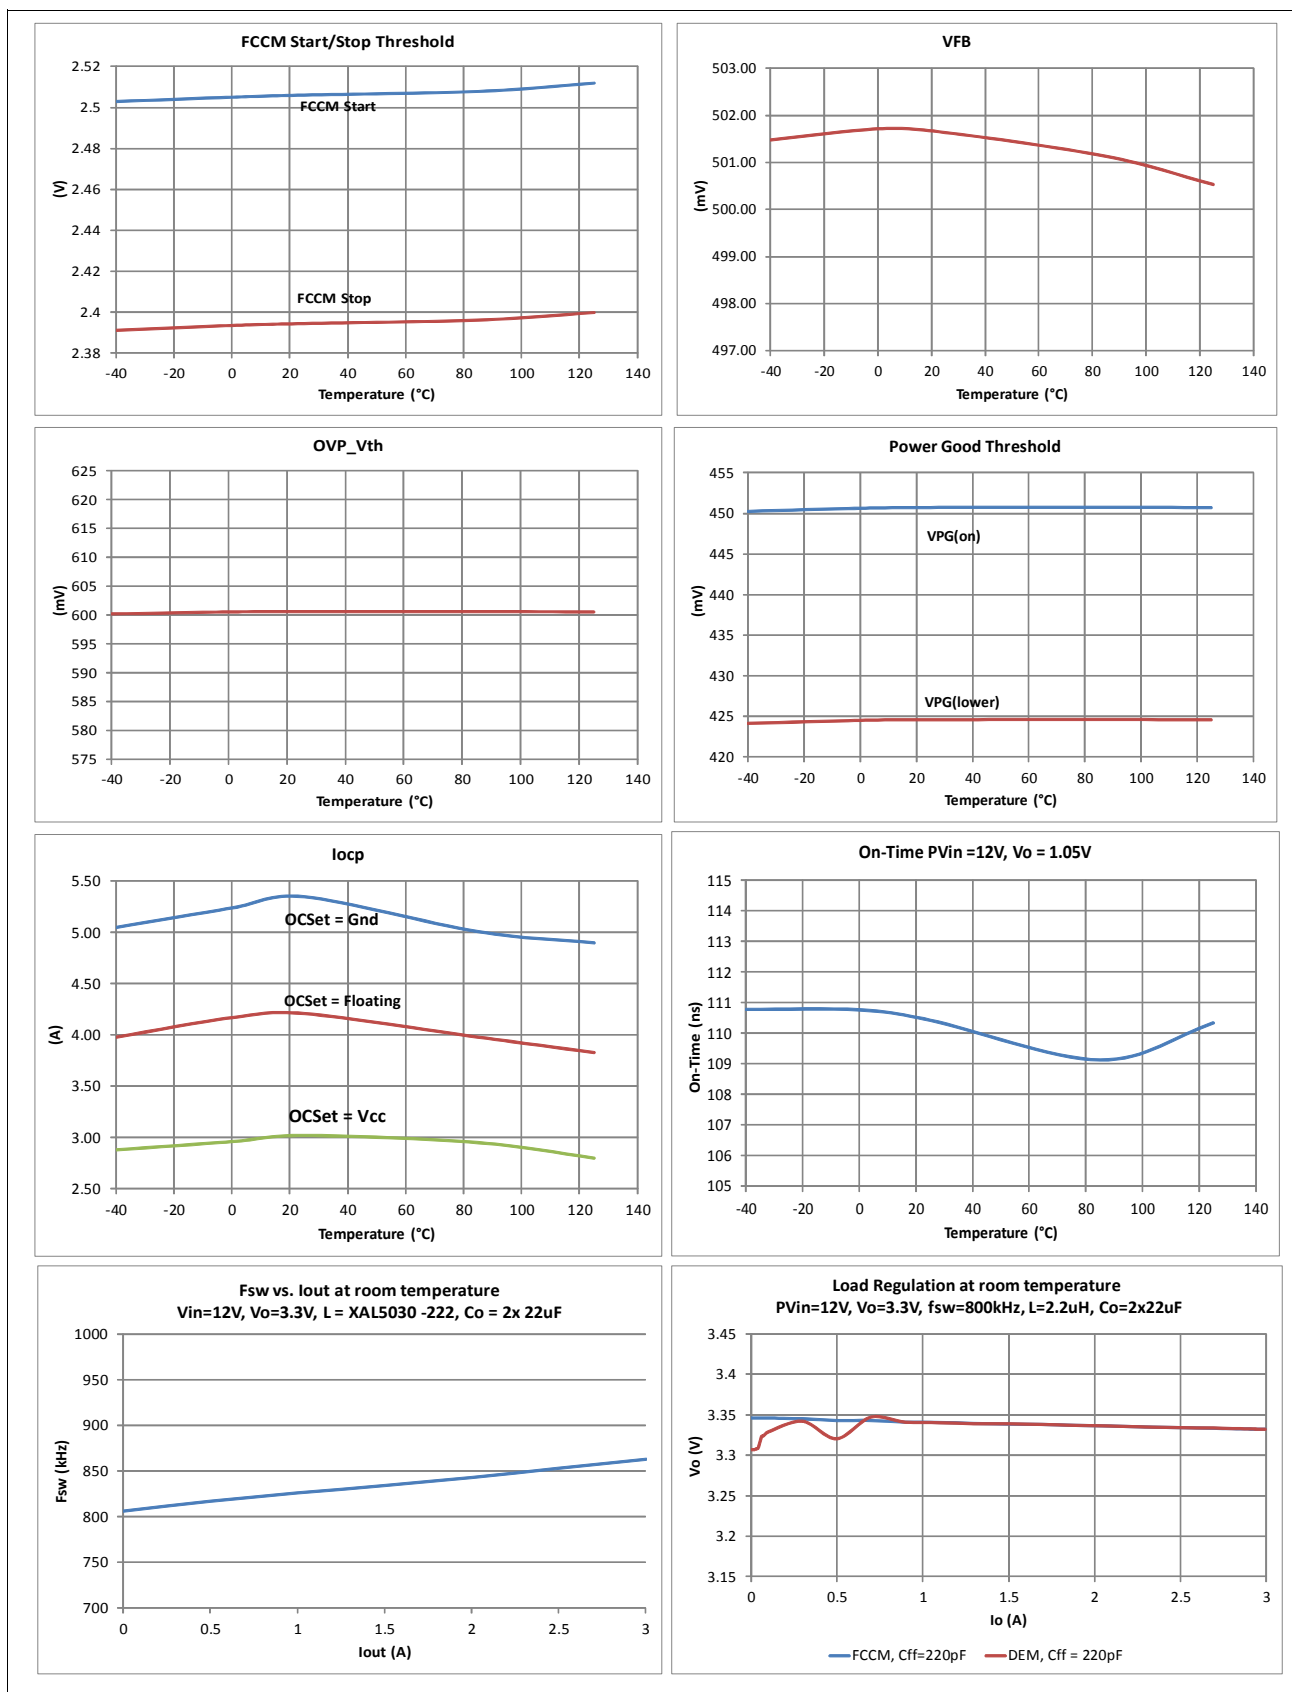 FCCM Start/Stop Threshold
2.52
2.5
2.48
2.46
2.44
2.42
2.4
2.38
(V)
FCCM Start
FCCM Stop
-40 -20 0 20 40 60 80 100 120 140
Temperature (°C)
VFB
503.00
502.00
501.00
500.00
499.00
498.00
497.00
(mV)
-40 -20 0 20 40 60 80 100 120 140
Temperature (°C)
OVP_Vth
625
620
615
610
605
600
595
590
585
580
575
(mV)
-40 -20 0 20 40 60 80 100 120 140
Temperature (°C)
Power Good Threshold
455
450
445
440
435
430
425
420
(mV)
VPG(on)
VPG(lower)
-40 -20 0 20 40 60 80 100 120 140
Temperature (°C)
Iocp
5.50
5.00
4.50
4.00
3.50
3.00
2.50
(A)
OCSet = Gnd
OCSet = Floating
OCSet = Vcc
-40 -20 0 20 40 60 80 100 120 140
Temperature (°C)
On-Time PVin =12V, Vo = 1.05V
115
114
113
112
111
110
109
108
107
106
105
On-Time (ns)
-40 -20 0 20 40 60 80 100 120 140
Temperature (°C)
Fsw vs. Iout at room temperature
Vin=12V, Vo=3.3V, L = XAL5030 -222, Co = 2x 22uF
1000
950
900
850
800
750
700
Fsw (kHz)
0 0.5 1 1.5 2 2.5 3
Iout (A)
Load Regulation at room temperature
PVin=12V, Vo=3.3V, fsw=800kHz, L=2.2uH, Co=2x22uF
3.45
3.4
3.35
3.3
3.25
3.2
3.15
Vo (V)
0 0.5 1 1.5 2 2.5 3
Io (A)
FCCM, Cff=220pF DEM, Cff = 220pF